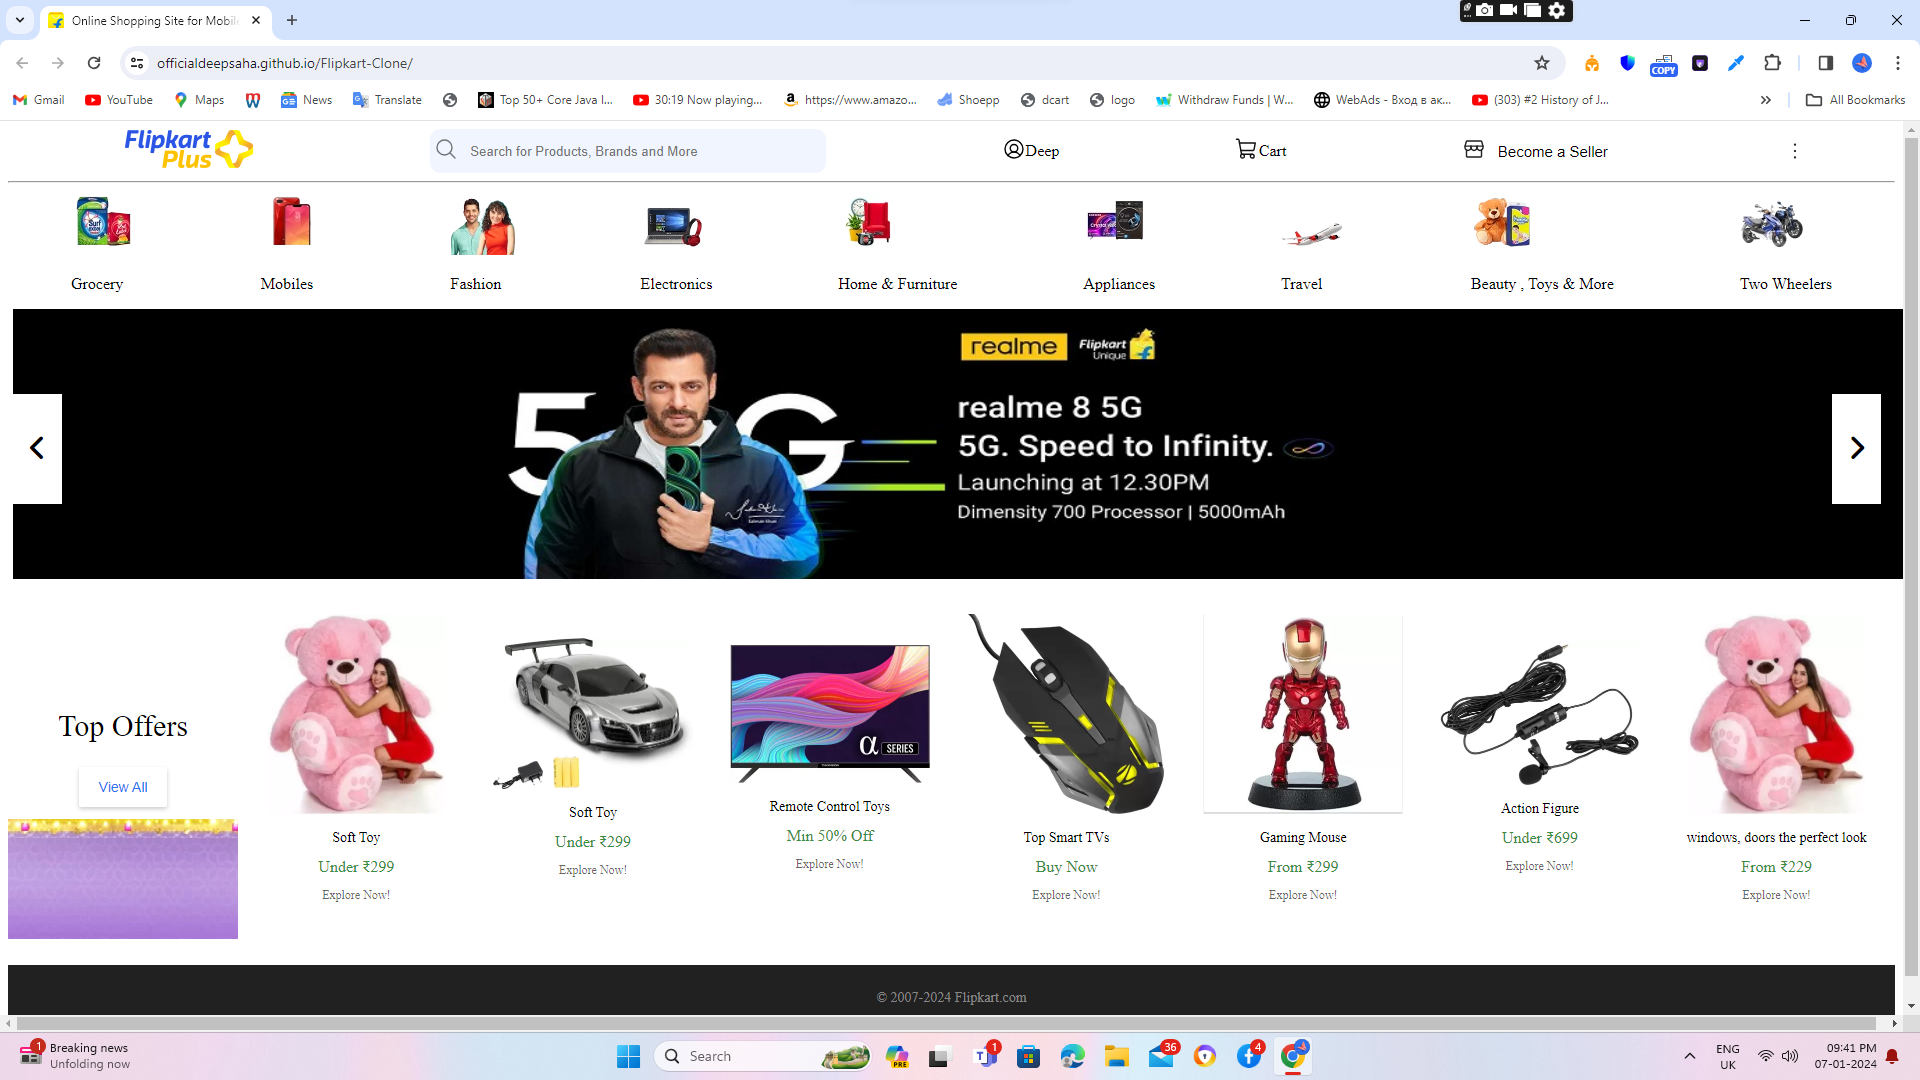 Online Shopping Site for Mobile
officialdeepsaha.github.io/Flipkart-Clone/
COPY
Gmail
YouTube
Maps
News
Translate
Top 50+ Core Java I...
30:19 Now playing...
https://www.amazo...
Shoepp
dcart
logo
Withdraw Funds | W...
WebAds - Вход в ак...
(303) #2 History of J...
All Bookmarks
Flipkart
Plus
Search for Products, Brands and More
Deep
Cart
Become a Seller
Grocery
Mobiles
Fashion
Electronics
Home & Furniture
Appliances
Travel
Beauty , Toys & More
Two Wheelers
realme
Flipkart
Unique
5G
realme 8 5G
5G. Speed to Infinity.
Launching at 12.30PM
Dimensity 700 Processor | 5000mAh
Top Offers
View All
α SERIES
Soft Toy
Under ₹299
Explore Now!
Soft Toy
Under ₹299
Explore Now!
Remote Control Toys
Min 50% Off
Explore Now!
Top Smart TVs
Buy Now
Explore Now!
Gaming Mouse
From ₹299
Explore Now!
Action Figure
Under ₹699
Explore Now!
windows, doors the perfect look
From ₹229
Explore Now!
© 2007-2024 Flipkart.com
1
Breaking news
Unfolding now
Search
PRE
1
36
4
ENG
UK
09:41 PM
07-01-2024